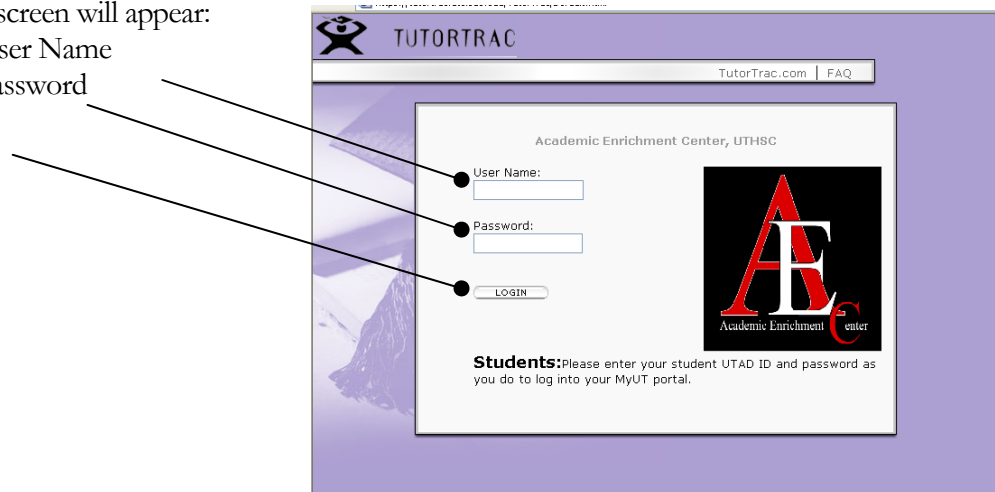 screen will appear:
ser Name
assword
TUTORTRAC
TutorTrac.com | FAQ
Academic Enrichment Center, UTHSC
User Name:
Password:
LOGIN
AEC
Academic Enrichment Center
Students:Please enter your student UTAD ID and password as
you do to log into your MyUT portal.